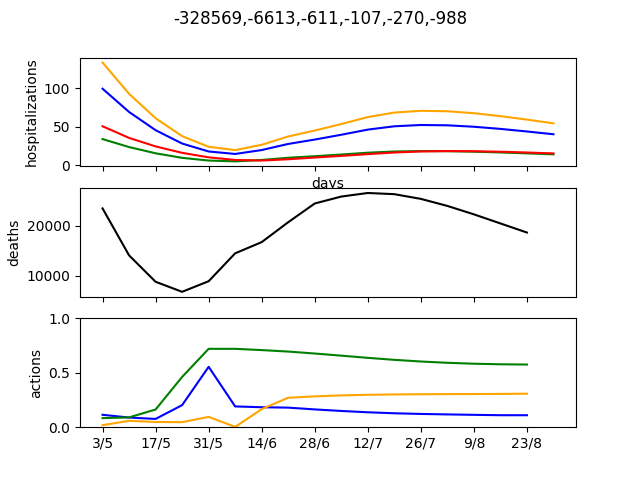 -328569,-6613,-611,-107,-270,-988
hospitalizations
100
50
0
days
deaths
20000
10000
actions
1.0
0.5
0.0
3/5 17/5 31/5 14/6 28/6 12/7 26/7 9/8 23/8